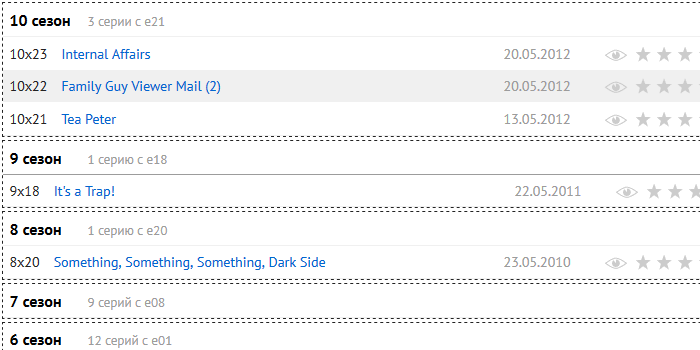 10 сезон 3 серии с e21
10x23 Internal Affairs 20.05.2012
10x22 Family Guy Viewer Mail (2) 20.05.2012
10x21 Tea Peter 13.05.2012
9 сезон 1 серию с e18
9x18 It's a Trap! 22.05.2011
8 сезон 1 серию с e20
8x20 Something, Something, Something, Dark Side 23.05.2010
7 сезон 9 серий с e08
6 сезон 12 серий с e01